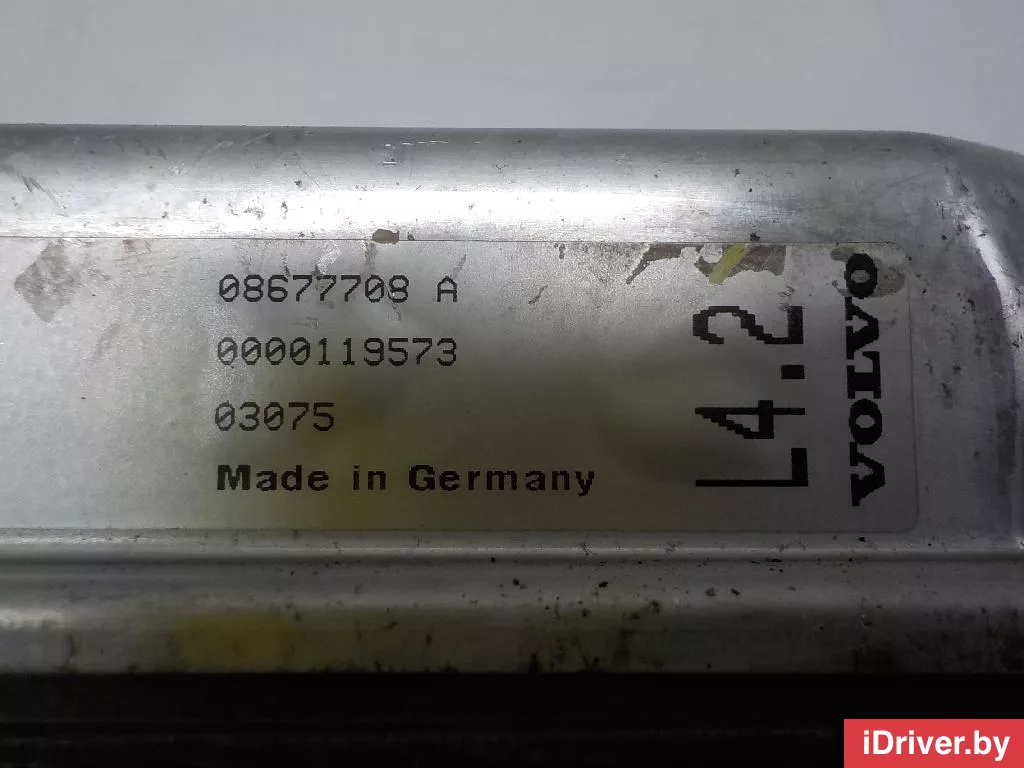 08677708 A
0000119573
03075
Made in Germany
L4.2
VOLVO
iDriver.by